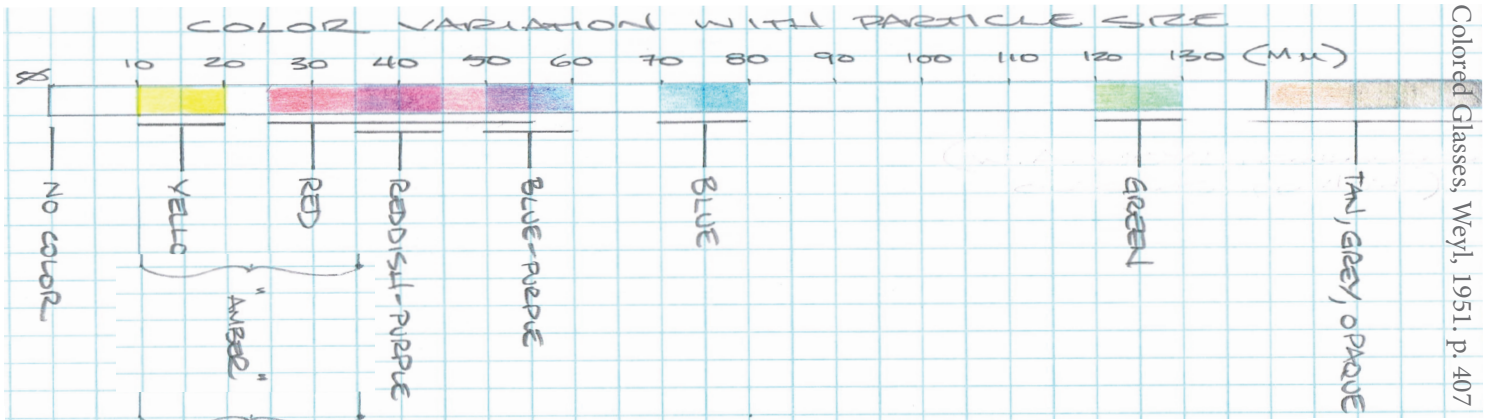 COLOR VARIATION WITH PARTICLE SIZE
Ø 10 20 30 40 50 60 70 80 90 100 110 120 130 (Mμ)
NO COLOR
YELLO
RED
REDDISH-PURPLE
BLUE-PURPLE
BLUE
GREEN
TAN, GREY, OPAQUE
"AMBER"
Colored Glasses, Weyl, 1951. p. 407